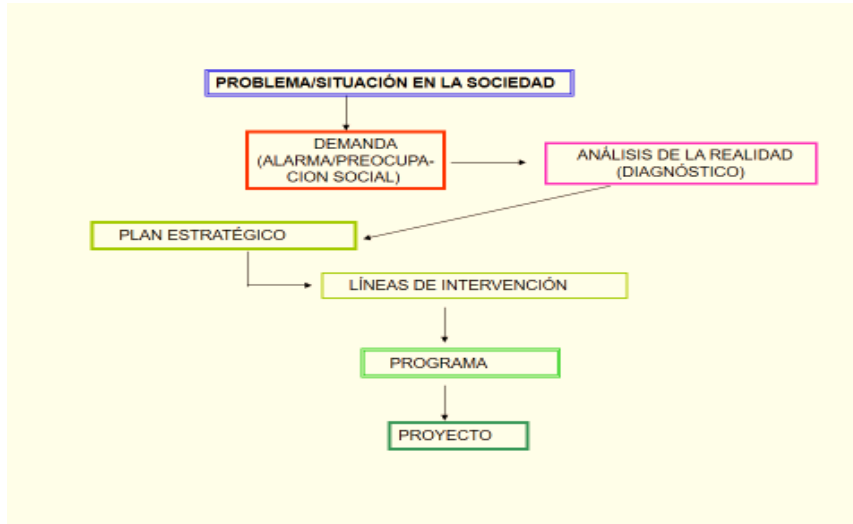 PROBLEMA/SITUACIÓN EN LA SOCIEDAD
DEMANDA
(ALARMA/PREOCUPA-
CION SOCIAL)
ANÁLISIS DE LA REALIDAD
(DIAGNÓSTICO)
PLAN ESTRATÉGICO
LÍNEAS DE INTERVENCIÓN
PROGRAMA
PROYECTO